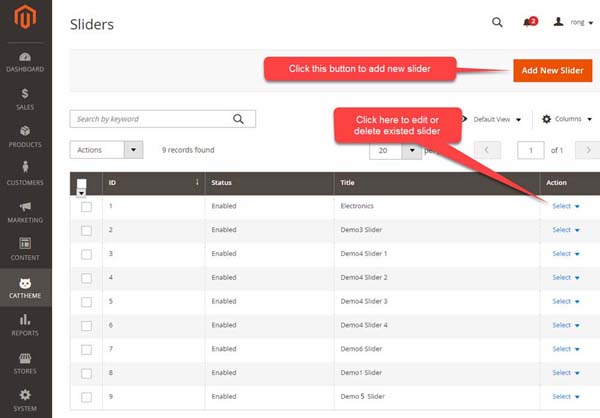 Sliders
2
rong
DASHBOARD
SALES
PRODUCTS
CUSTOMERS
MARKETING
CONTENT
CATTHEME
REPORTS
STORES
SYSTEM
Click this button to add new slider
Add New Slider
Search by keyword
Click here to edit or
delete existed slider
Default View
Columns
Actions
9 records found
20
1
of 1
ID Status Title Action
1 Enabled Electronics Select
2 Enabled Demo3 Slider Select
3 Enabled Demo4 Slider 1 Select
4 Enabled Demo4 Slider 2 Select
5 Enabled Demo4 Slider 3 Select
6 Enabled Demo4 Slider 4 Select
7 Enabled Demo6 Slider Select
8 Enabled Demo1 Slider Select
9 Enabled Demo 5 Slider Select